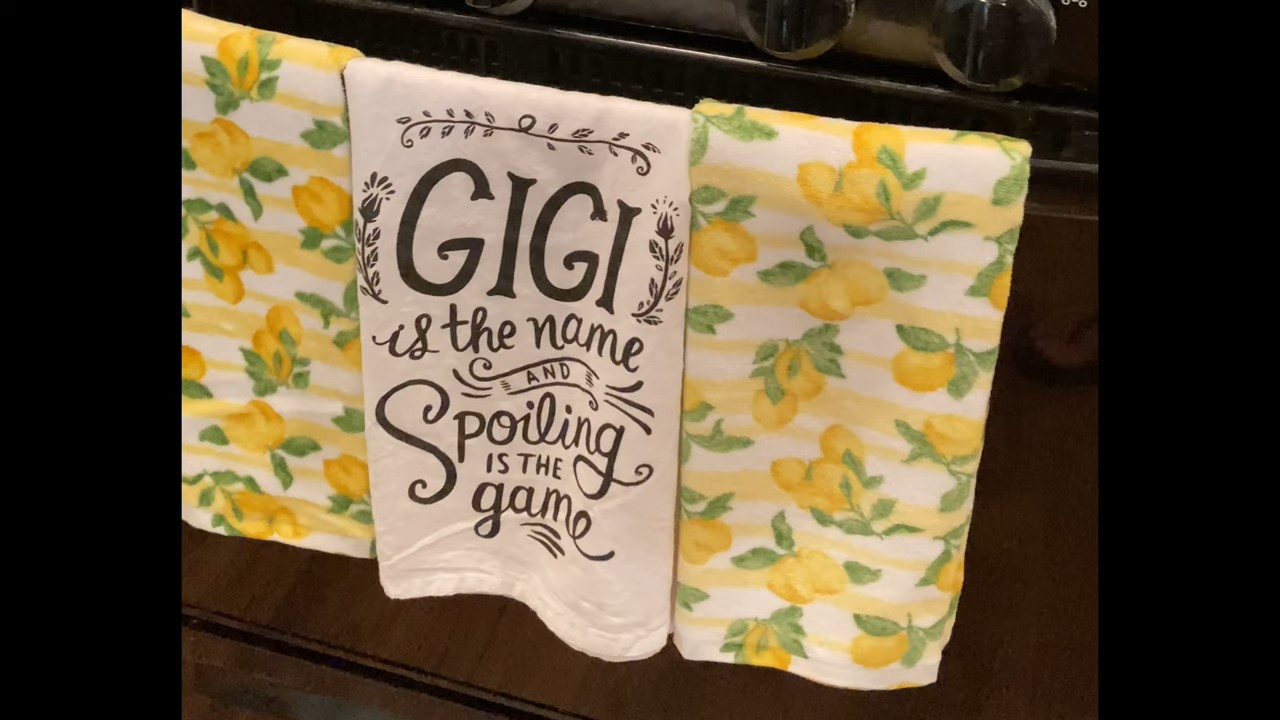 GIGI
is the name
AND
Spoiling
IS THE
game